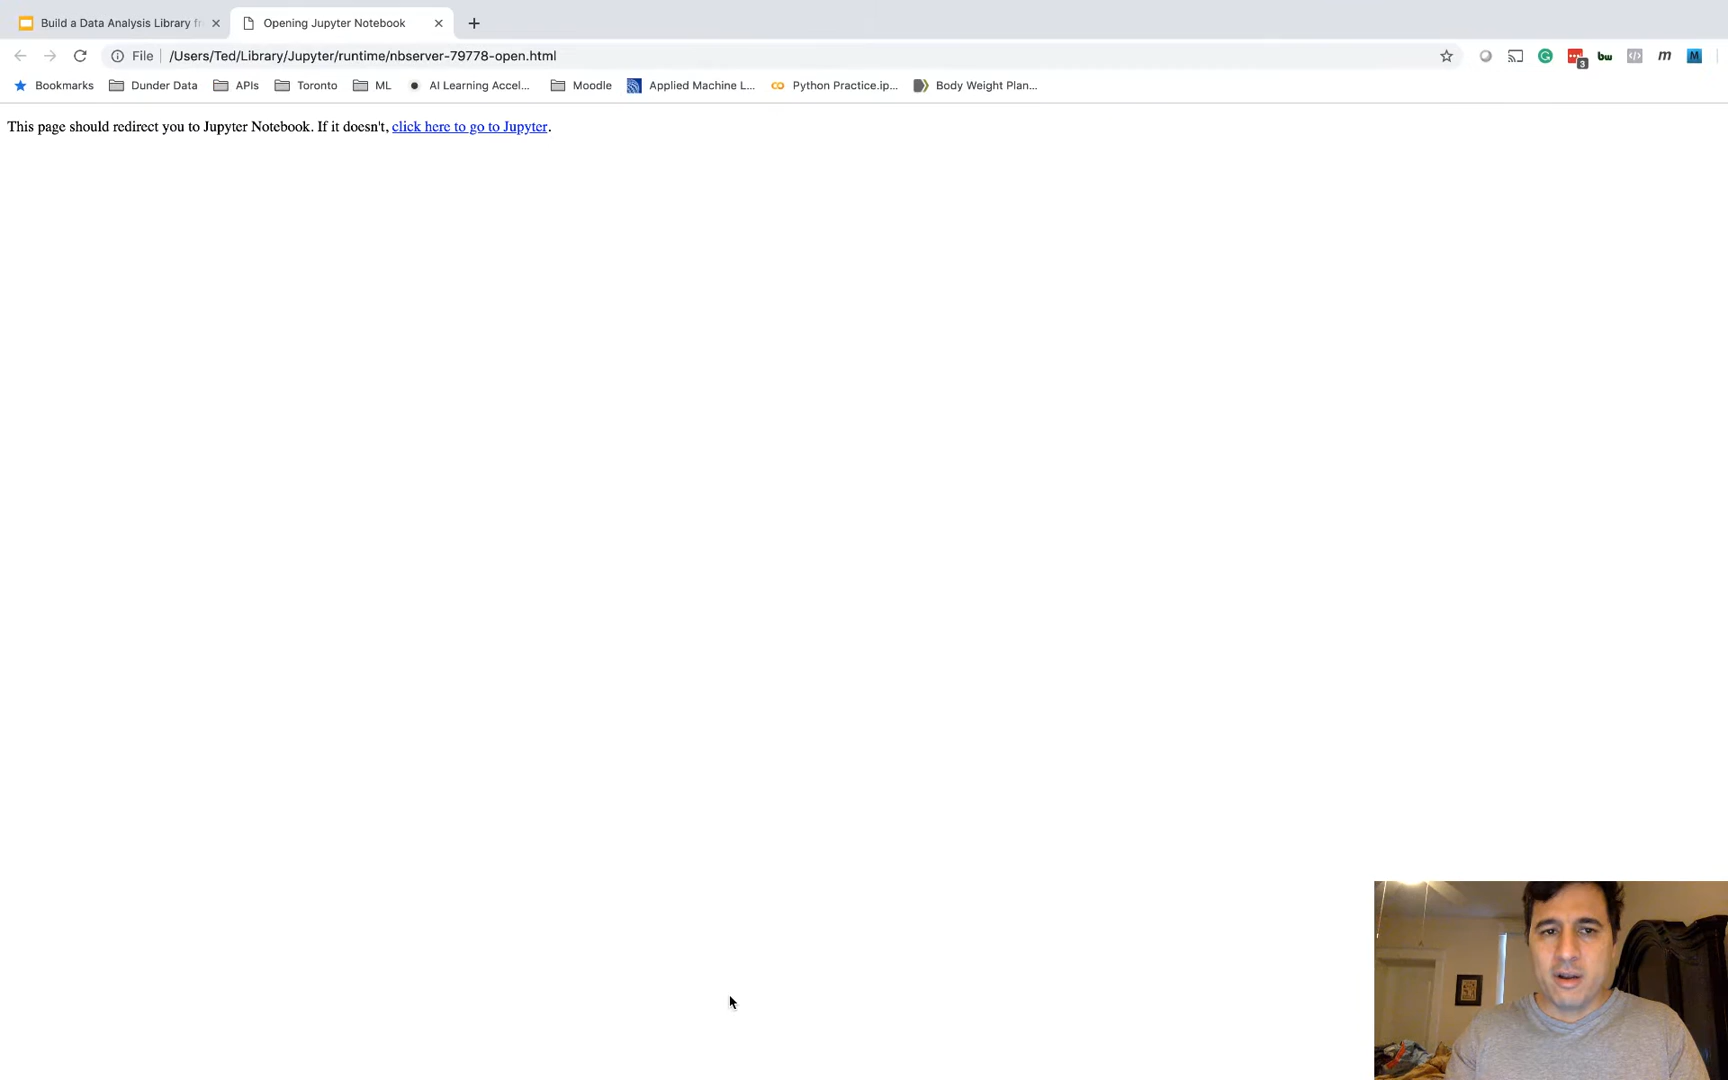 Build a Data Analysis Library fr
Opening Jupyter Notebook
File
/Users/Ted/Library/Jupyter/runtime/nbserver-79778-open.html
3
bw
m
M
Bookmarks
Dunder Data
APIs
Toronto
ML
AI Learning Accel...
Moodle
Applied Machine L...
Python Practice.ip...
Body Weight Plan...
This page should redirect you to Jupyter Notebook. If it doesn't, click here to go to Jupyter.